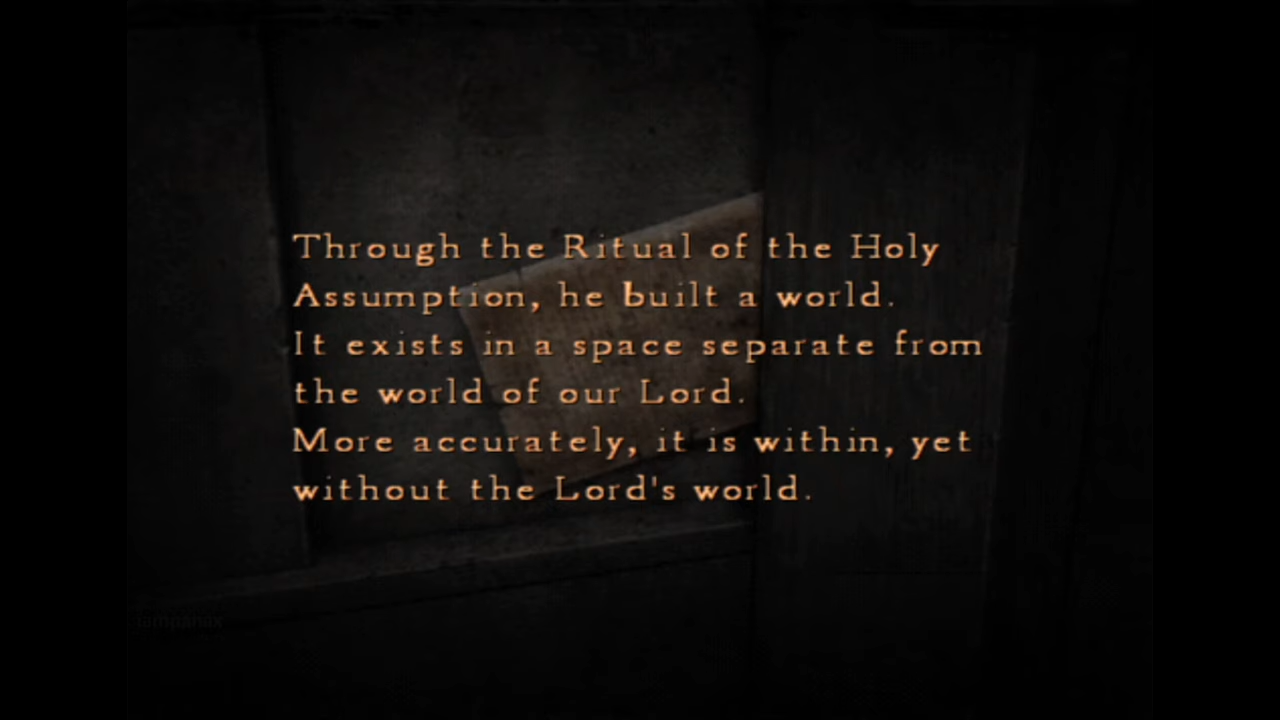 Through the Ritual of the Holy
Assumption, he built a world.
It exists in a space separate from
the world of our Lord.
More accurately, it is within, yet
without the Lord's world.